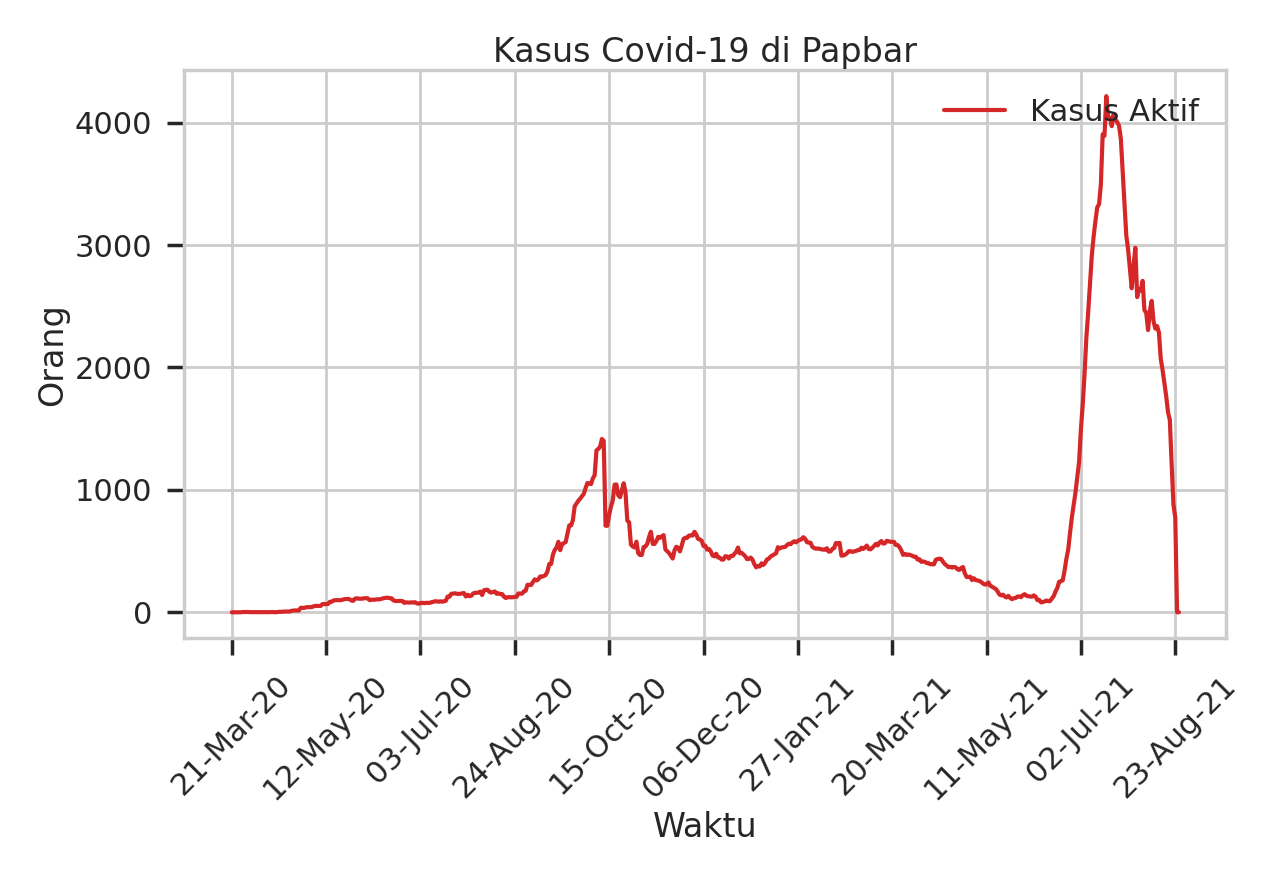 Kasus Covid-19 di Papbar
Kasus Aktif
4000
3000
2000
1000
0
Orang
21-Mar-20
12-May-20
03-Jul-20
24-Aug-20
15-Oct-20
06-Dec-20
27-Jan-21
20-Mar-21
11-May-21
02-Jul-21
23-Aug-21
Waktu